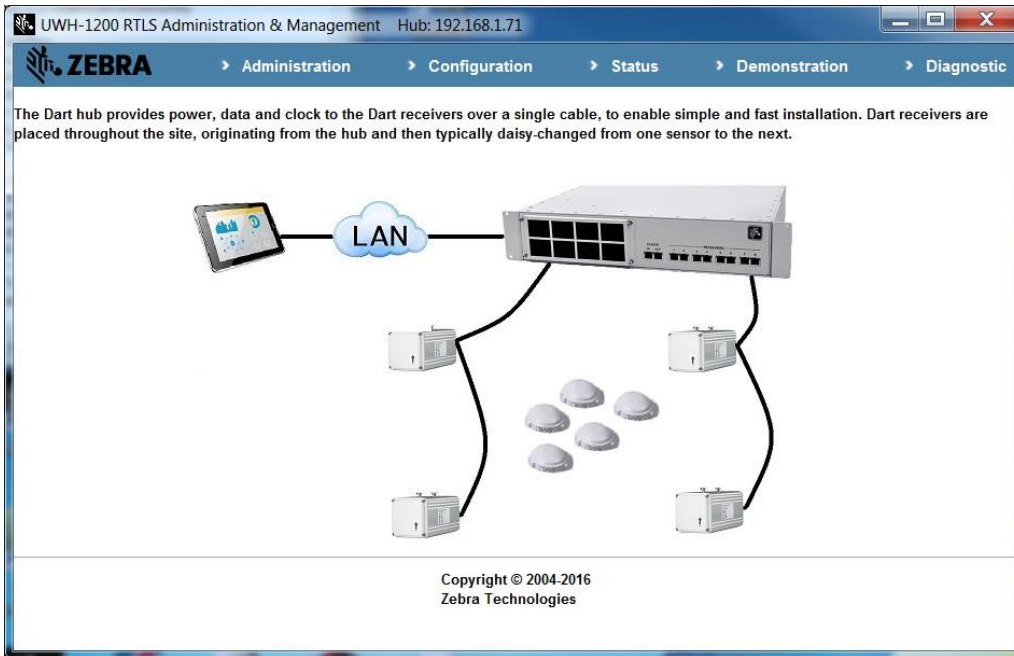 UWH-1200 RTLS Administration & Management Hub: 192.168.1.71
ZEBRA
Administration
Configuration
Status
Demonstration
Diagnostic
The Dart hub provides power, data and clock to the Dart receivers over a single cable, to enable simple and fast installation. Dart receivers are
placed throughout the site, originating from the hub and then typically daisy-changed from one sensor to the next.
LAN
Copyright © 2004-2016
Zebra Technologies